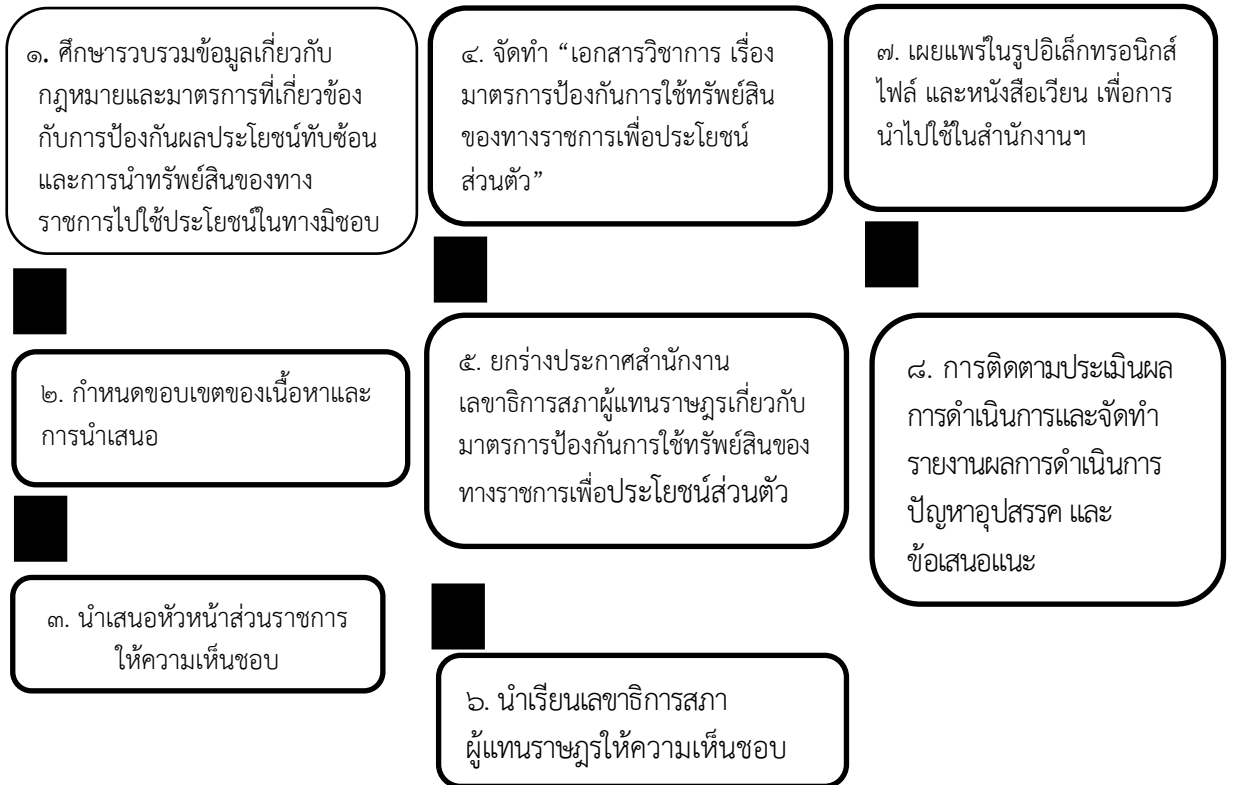 ๑. ศึกษารวบรวมข้อมูลเกี่ยวกับ
กฎหมายและมาตรการที่เกี่ยวข้อง
กับการป้องกันผลประโยชน์ทับซ้อน
และการนำทรัพย์สินของทาง
ราชการไปใช้ประโยชน์ในทางมิชอบ
๒. กำหนดขอบเขตของเนื้อหาและ
การนำเสนอ
๓. นำเสนอหัวหน้าส่วนราชการ
ให้ความเห็นชอบ
๔. จัดทำ “เอกสารวิชาการ เรื่อง
มาตรการป้องกันการใช้ทรัพย์สิน
ของทางราชการเพื่อประโยชน์
ส่วนตัว”
๕. ยกร่างประกาศสำนักงาน
เลขาธิการสภาผู้แทนราษฎรเกี่ยวกับ
มาตรการป้องกันการใช้ทรัพย์สินของ
ทางราชการเพื่อประโยชน์ส่วนตัว
๖. นำเรียนเลขาธิการสภา
ผู้แทนราษฎรให้ความเห็นชอบ
๗. เผยแพร่ในรูปอิเล็กทรอนิกส์
ไฟล์ และหนังสือเวียน เพื่อการ
นำไปใช้ในสำนักงานฯ
๘. การติดตามประเมินผล
การดำเนินการและจัดทำ
รายงานผลการดำเนินการ
ปัญหาอุปสรรค และ
ข้อเสนอแนะ